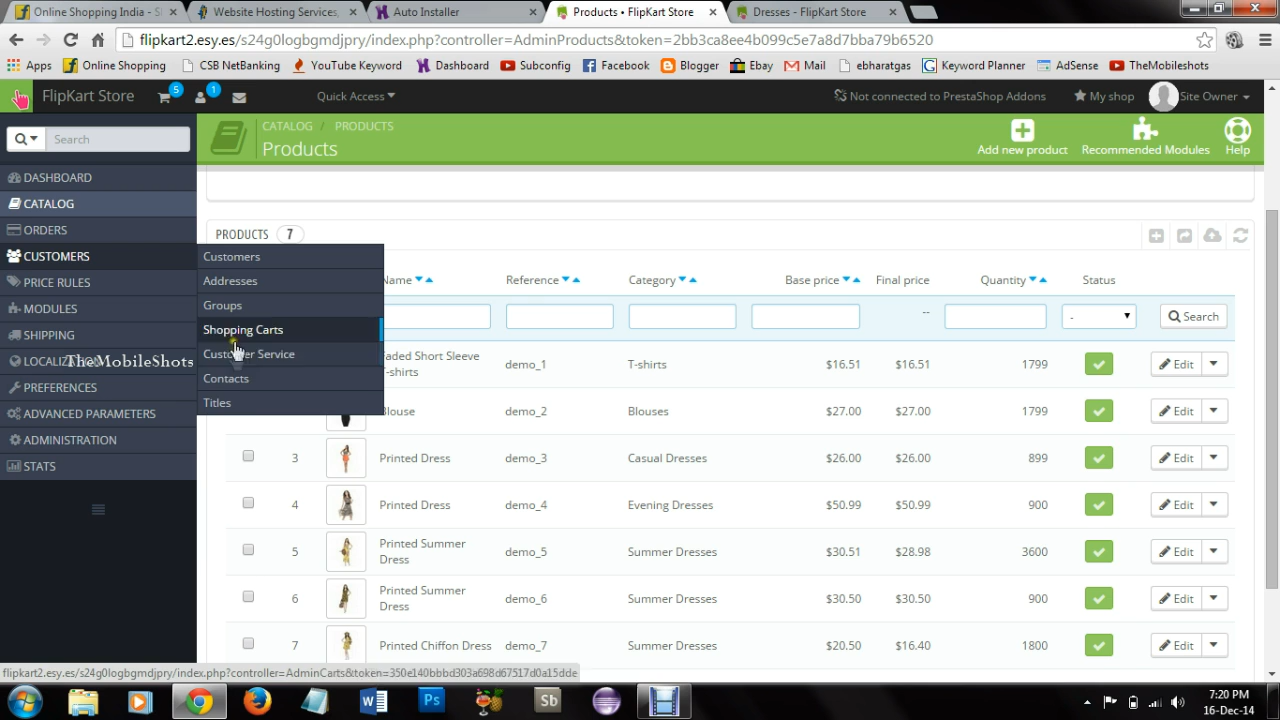 Online Shopping India - S
Website Hosting Services,
Auto Installer
Products • FlipKart Store
Dresses - FlipKart Store
flipkart2.esy.es/s24g0logbgmdjpry/index.php?controller=AdminProducts&token=2bb3ca8ee4b099c5e7a8d7bba79b6520
Apps
Online Shopping
CSB NetBanking
YouTube Keyword
Dashboard
Subconfig
Facebook
Blogger
Ebay
Mail
ebharatgas
Keyword Planner
AdSense
TheMobileshots
FlipKart Store
5
1
Quick Access
Not connected to PrestaShop Addons
My shop
Site Owner
Search
CATALOG / PRODUCTS
Products
Add new product
Recommended Modules
Help
DASHBOARD
CATALOG
ORDERS
CUSTOMERS
PRICE RULES
MODULES
SHIPPING
TheMobileShots
PREFERENCES
ADVANCED PARAMETERS
ADMINISTRATION
STATS
Customers
Addresses
Groups
Shopping Carts
Customer Service
Contacts
Titles
PRODUCTS 7
Name Reference Category Base price Final price Quantity Status
-- - Search
Faded Short Sleeve T-shirts demo_1 T-shirts $16.51 $16.51 1799 Edit
Blouse demo_2 Blouses $27.00 $27.00 1799 Edit
3 Printed Dress demo_3 Casual Dresses $26.00 $26.00 899 Edit
4 Printed Dress demo_4 Evening Dresses $50.99 $50.99 900 Edit
5 Printed Summer Dress demo_5 Summer Dresses $30.51 $28.98 3600 Edit
6 Printed Summer Dress demo_6 Summer Dresses $30.50 $30.50 900 Edit
7 Printed Chiffon Dress demo_7 Summer Dresses $20.50 $16.40 1800 Edit
flipkart2.esy.es/s24g0logbgmdjpry/index.php?controller=AdminCarts&token=350e140bbbd303a698d67517d0a15dde
W
Ps
Sb
7:20 PM
16-Dec-14